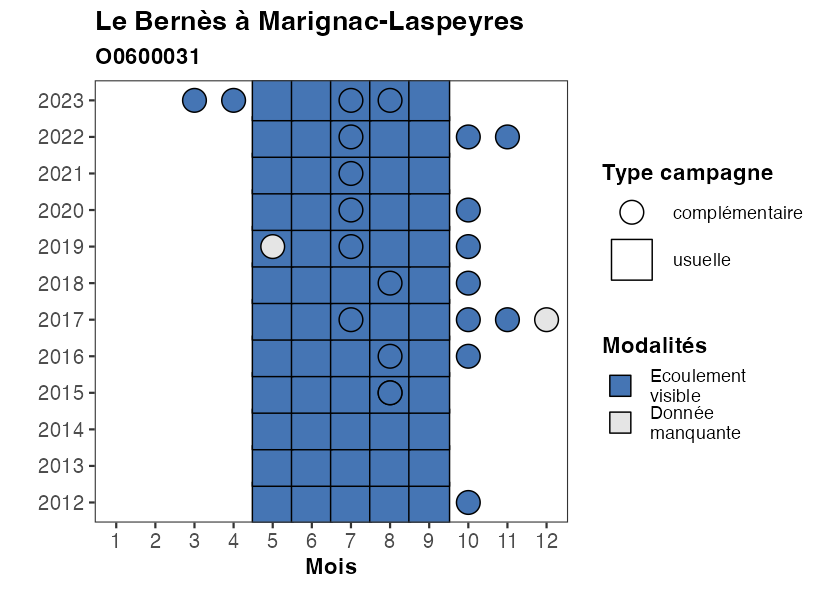 Le Bernès à Marignac-Laspeyres
O0600031
2023
2022
2021
2020
2019
2018
2017
2016
2015
2014
2013
2012
1 2 3 4 5 6 7 8 9 10 11 12
Mois
Type campagne
complémentaire
usuelle
Modalités
Ecoulement
visible
Donnée
manquante